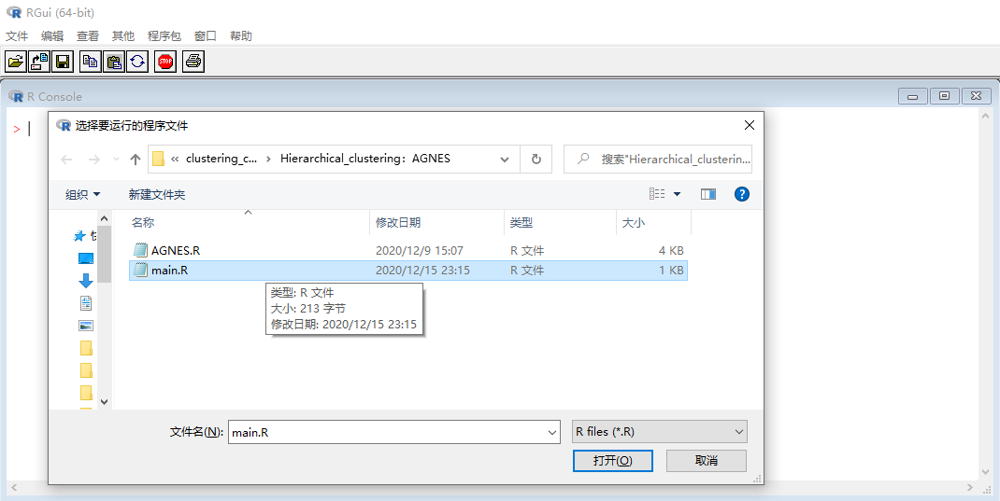 RGui (64-bit)
文件 编辑 查看 其他 程序包 窗口 帮助
STOP
R Console
>
选择要运行的程序文件
« clustering_c... › Hierarchical_clustering：AGNES
搜索"Hierarchical_clusterin...
组织 新建文件夹
名称 修改日期 类型 大小
AGNES.R 2020/12/9 15:07 R 文件 4 KB
main.R 2020/12/15 23:15 R 文件 1 KB
类型: R 文件
大小: 213 字节
修改日期: 2020/12/15 23:15
文件名(N): main.R R files (*.R)
打开(O) 取消